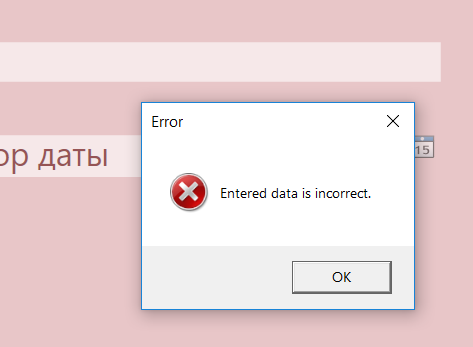 Error
ор даты
15
Entered data is incorrect.
OK